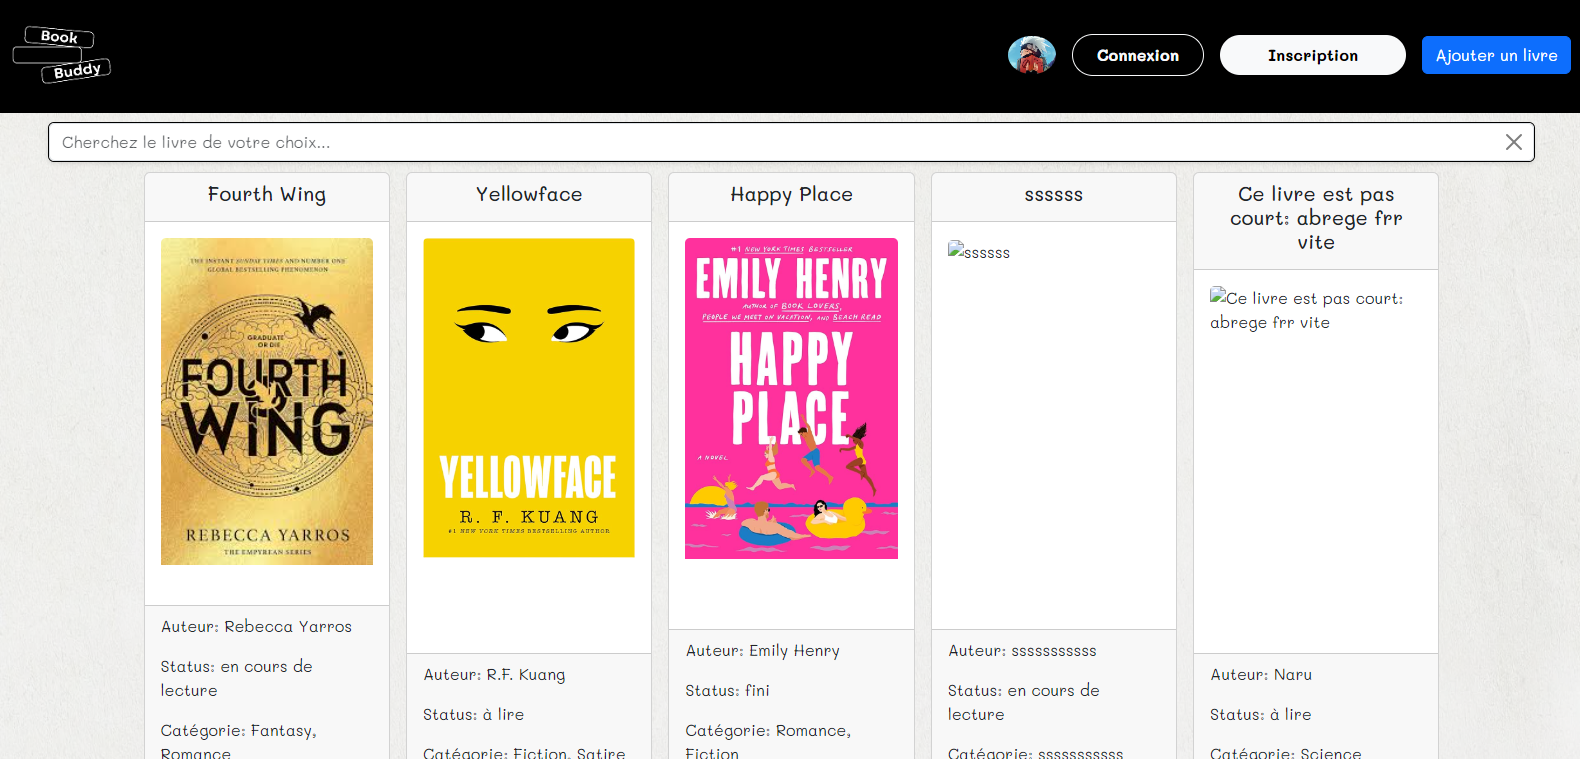 Book
Buddy
Connexion
Inscription
Ajouter un livre
Cherchez le livre de votre choix...
Fourth Wing
THE INSTANT SUNDAY TIMES AND NUMBER ONE
GLOBAL BESTSELLING PHENOMENON
GRADUATE
OR DIE
FOURTH
WING
REBECCA YARROS
THE EMPYREAN SERIES
Auteur: Rebecca Yarros
Status: en cours de
lecture
Catégorie: Fantasy,
Romance
Yellowface
YELLOWFACE
R. F. KUANG
#1 NEW YORK TIMES BESTSELLING AUTHOR
Auteur: R.F. Kuang
Status: à lire
Catégorie: Fiction, Satire
Happy Place
#1 NEW YORK TIMES BESTSELLER
EMILY HENRY
AUTHOR OF BOOK LOVERS,
PEOPLE WE MEET ON VACATION, AND BEACH READ
HAPPY
PLACE
A NOVEL
Auteur: Emily Henry
Status: fini
Catégorie: Romance,
Fiction
ssssss
ssssss
Auteur: sssssssssss
Status: en cours de
lecture
Catégorie: sssssssssss
Ce livre est pas
court: abrege frr
vite
Ce livre est pas court:
abrege frr vite
Auteur: Naru
Status: à lire
Catégorie: Science